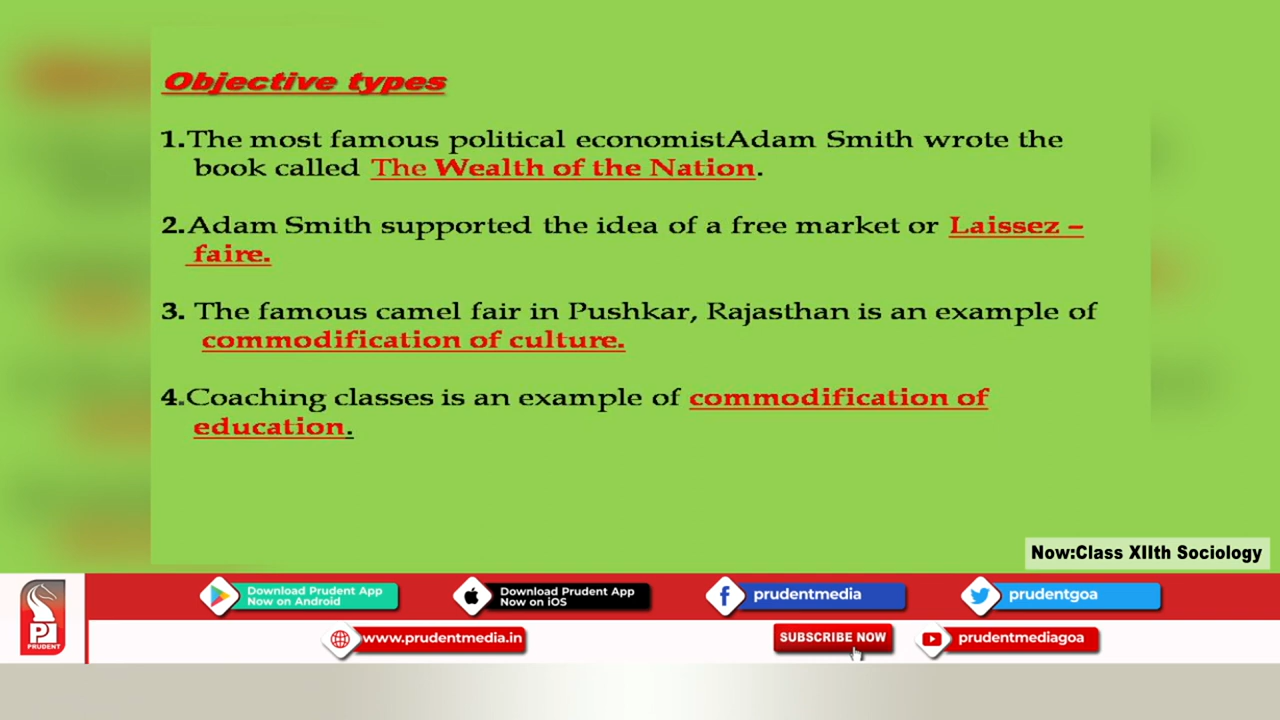 Objective types
1.The most famous political economistAdam Smith wrote the
book called The Wealth of the Nation.
2.Adam Smith supported the idea of a free market or Laissez –
faire.
3. The famous camel fair in Pushkar, Rajasthan is an example of
commodification of culture.
4.Coaching classes is an example of commodification of
education.
Now:Class XIIth Sociology
PJ
PRUDENT
Download Prudent App
Now on Android
Download Prudent App
Now on iOS
prudentmedia
prudentgoa
www.prudentmedia.in
SUBSCRIBE NOW
prudentmediagoa